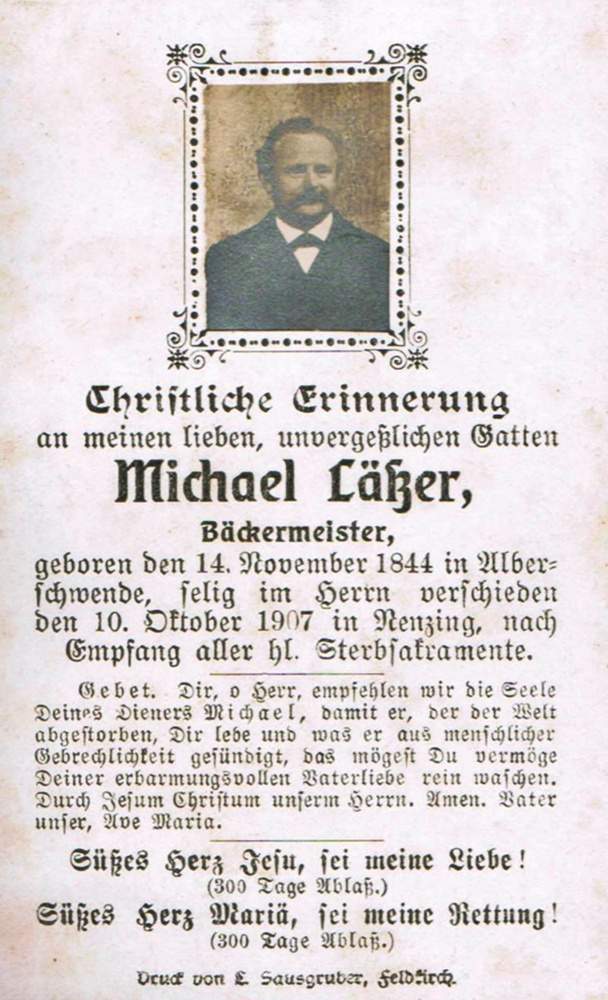 Christliche Erinnerung
an meinen lieben, unvergeßlichen Gatten
Michael Läßer,
Bäckermeister,
geboren den 14. November 1844 in Alber-
schwende, selig im Herrn verschieden
den 10. Oktober 1907 in Nenzing, nach
Empfang aller hl. Sterbsakramente.
Gebet. Dir, o Herr, empfehlen wir die Seele
Deines Dieners Michael, damit er, der der Welt
abgestorben, Dir lebe und was er aus menschlicher
Gebrechlichkeit gesündigt, das mögest Du vermöge
Deiner erbarmungsvollen Vaterliebe rein waschen.
Durch Jesum Christum unserm Herrn. Amen. Vater
unser, Ave Maria.
Süßes Herz Jesu, sei meine Liebe!
(300 Tage Ablaß.)
Süßes Herz Mariä, sei meine Rettung!
(300 Tage Ablaß.)
Druck von L. Sausgruber, Feldkirch.